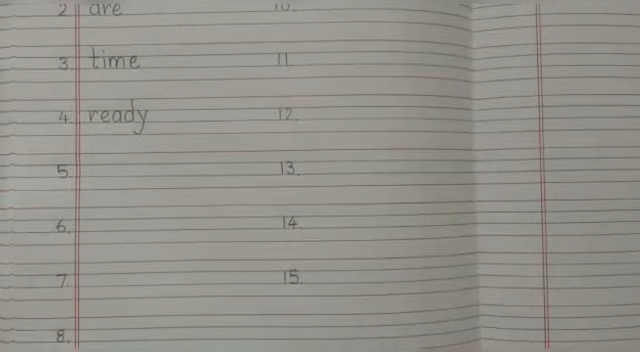 2 are 10
3. time 11
4. ready 12.
5. 13.
6. 14
7. 15
8.